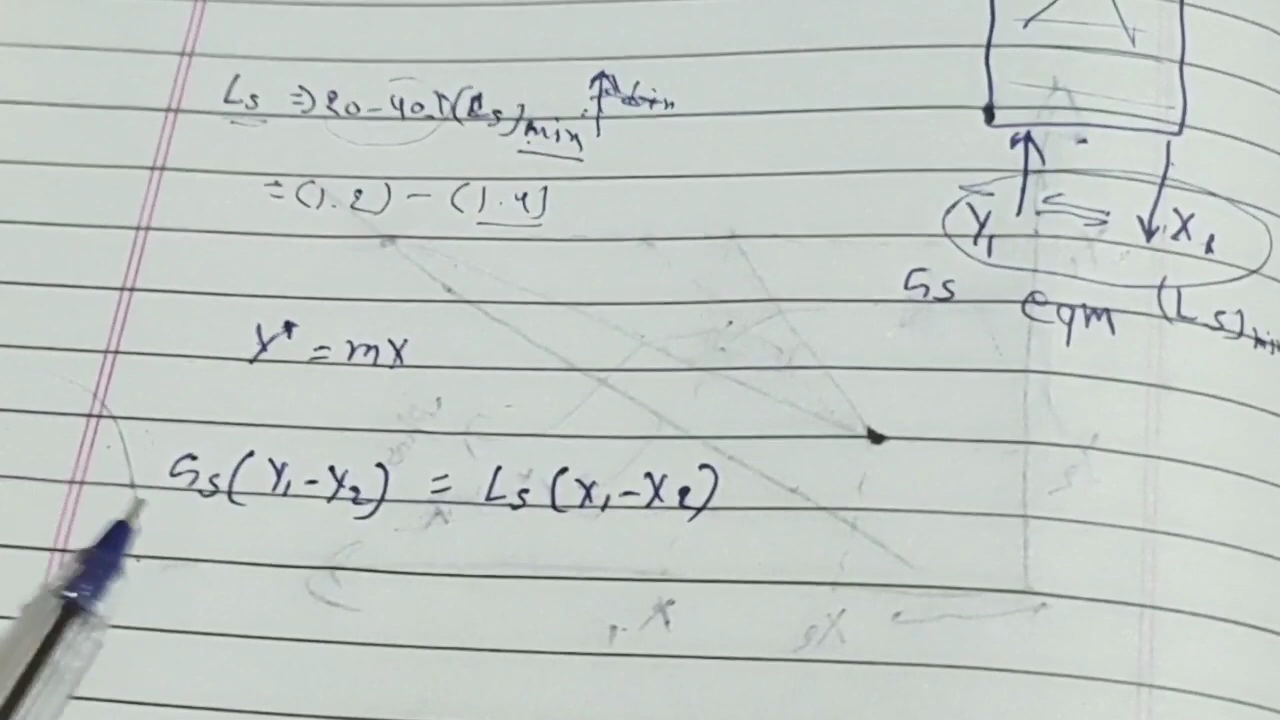 Ls ⇒ 20-40% (Ls)min ↑
= (1.2) - (1.4)
Y₁ ⇌ X₁
Gs eqm (Ls)min
Y* = mX
Gs(Y₁-Y₂) = Ls(X₁-X₂)